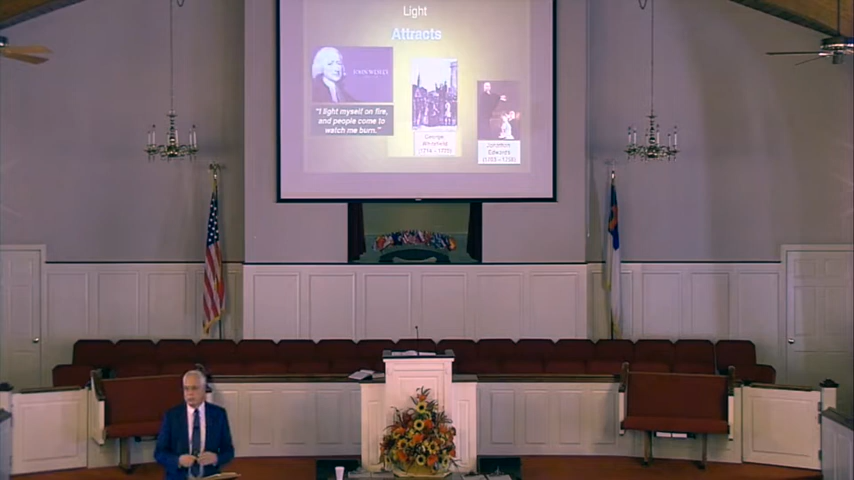 Light
Attracts
JOHN WESLEY
"I light myself on fire,
and people come to
watch me burn."
George
Whitefield
(1714 – 1770)
Jonathan
Edwards
(1703 – 1758)